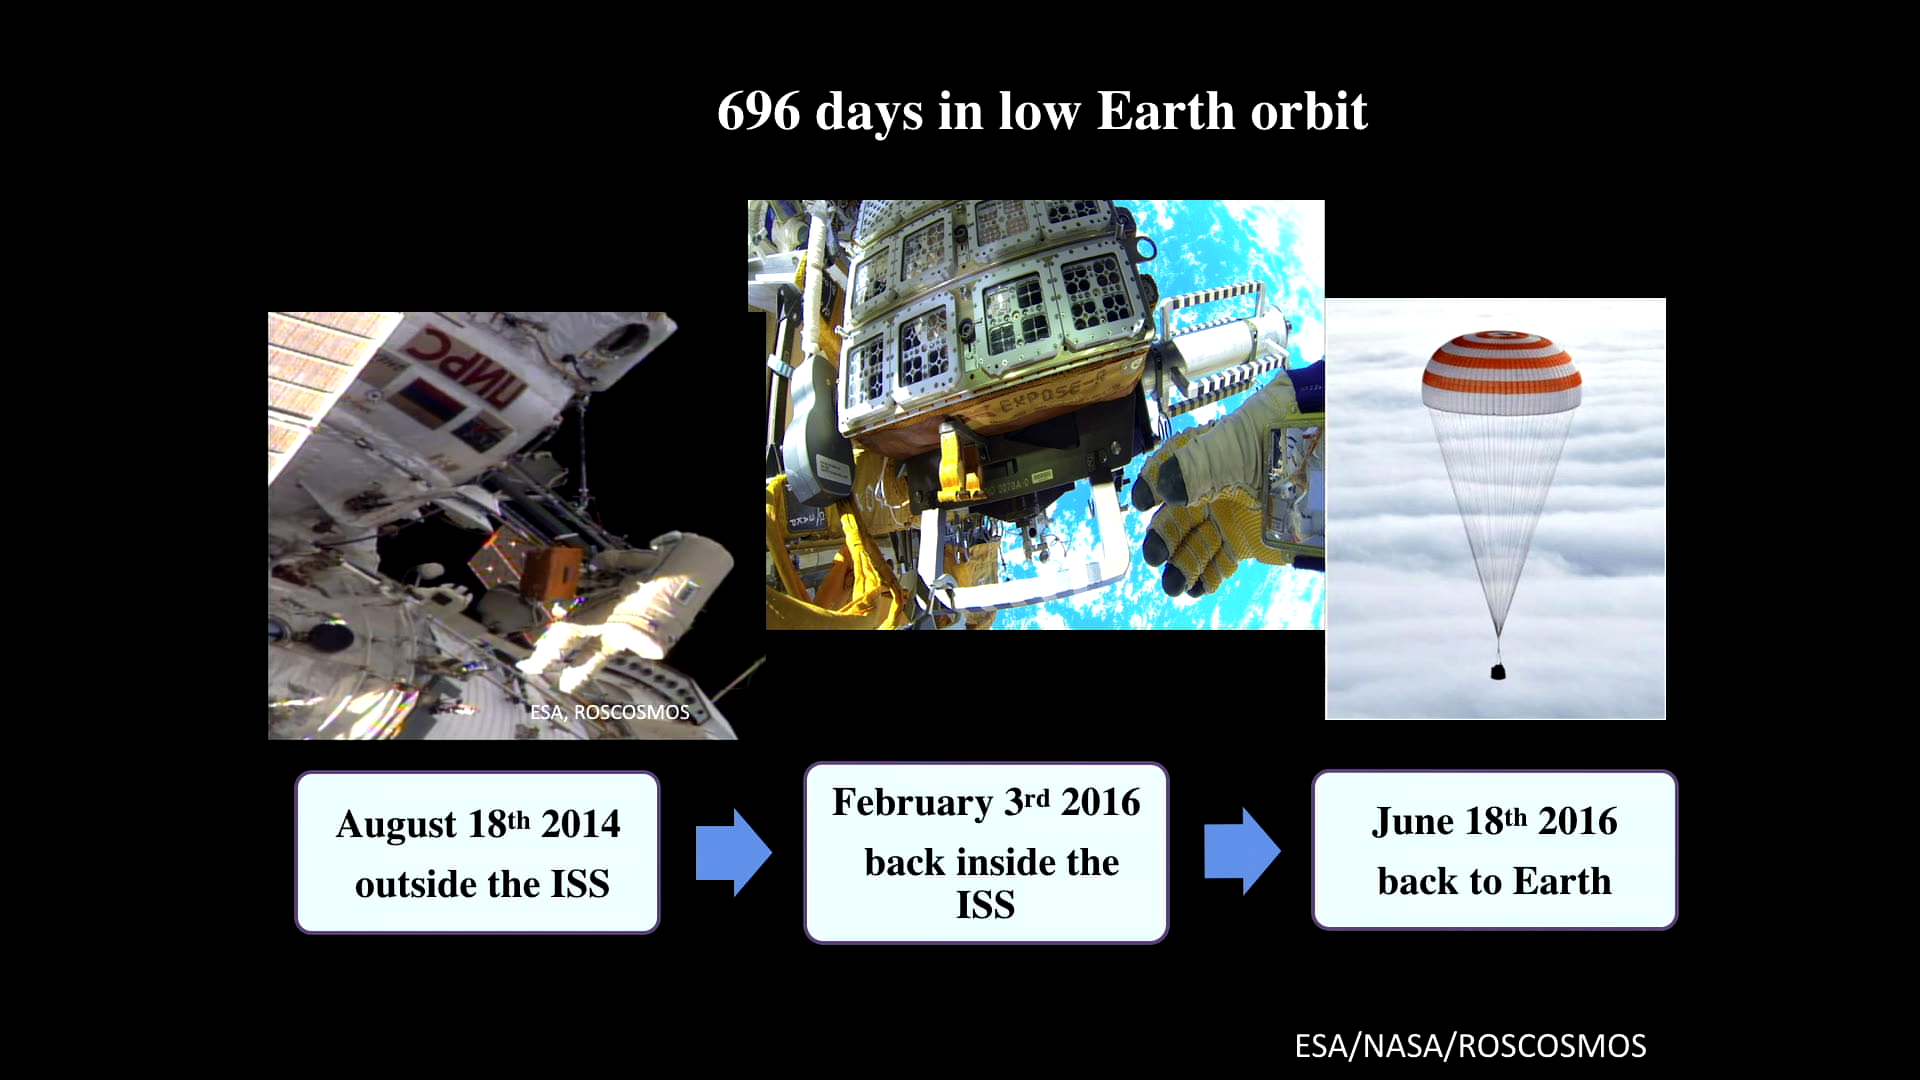 696 days in low Earth orbit
ПИРС
EXPOSE-R
ESA, ROSCOSMOS
August 18th 2014
outside the ISS
February 3rd 2016
back inside the
ISS
June 18th 2016
back to Earth
ESA/NASA/ROSCOSMOS